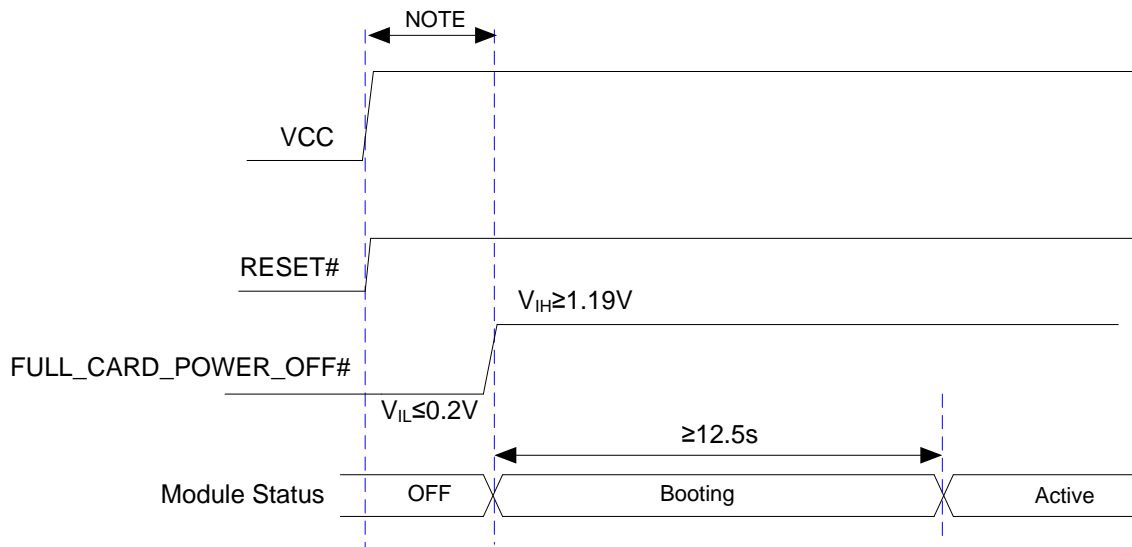 NOTE
VCC
RESET#
V_IH≥1.19V
FULL_CARD_POWER_OFF#
V_IL≤0.2V
≥12.5s
Module Status
OFF
Booting
Active